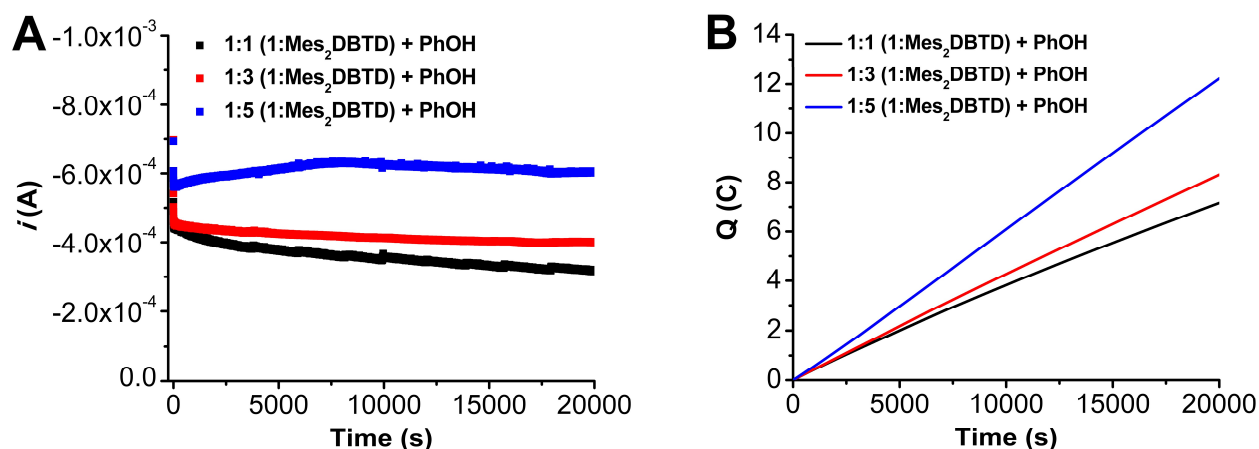 A
1:1 (1:Mes₂DBTD) + PhOH
1:3 (1:Mes₂DBTD) + PhOH
1:5 (1:Mes₂DBTD) + PhOH
-1.0x10⁻³
-8.0x10⁻⁴
-6.0x10⁻⁴
-4.0x10⁻⁴
-2.0x10⁻⁴
0.0
i (A)
0 5000 10000 15000 20000
Time (s)
B
1:1 (1:Mes₂DBTD) + PhOH
1:3 (1:Mes₂DBTD) + PhOH
1:5 (1:Mes₂DBTD) + PhOH
14
12
10
8
6
4
2
0
Q (C)
0 5000 10000 15000 20000
Time (s)